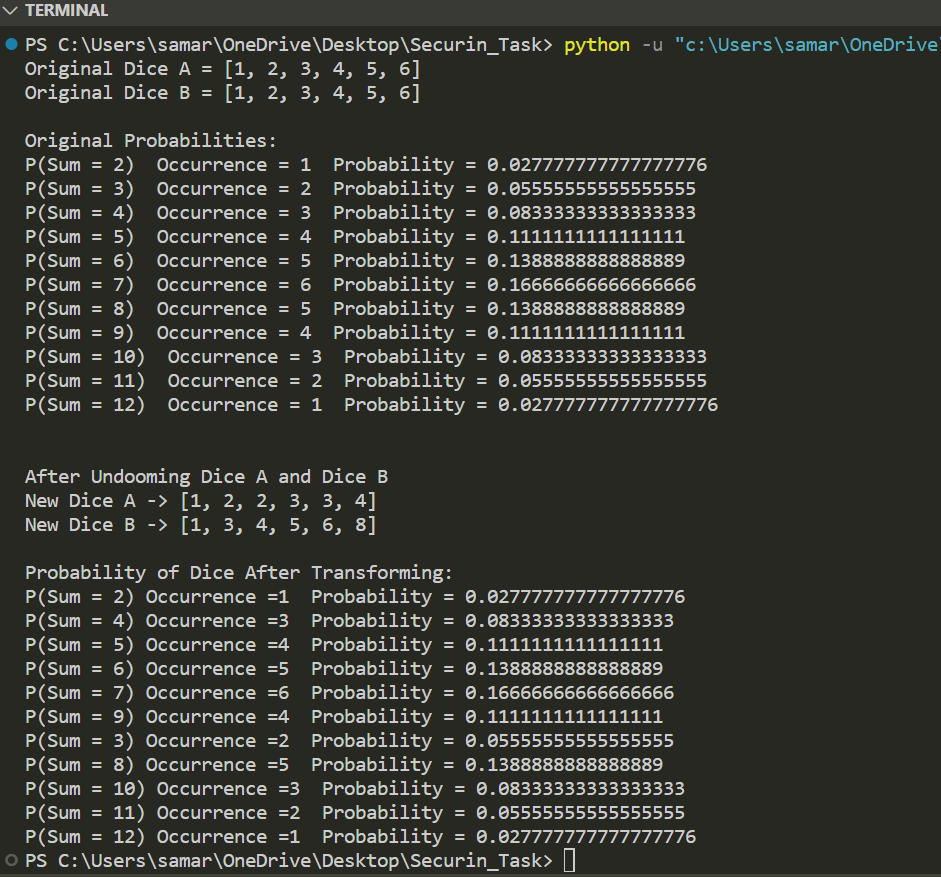 TERMINAL
PS C:\Users\samar\OneDrive\Desktop\Securin_Task> python -u "c:\Users\samar\OneDrive\
Original Dice A = [1, 2, 3, 4, 5, 6]
Original Dice B = [1, 2, 3, 4, 5, 6]
Original Probabilities:
P(Sum = 2)  Occurrence = 1  Probability = 0.027777777777777776
P(Sum = 3)  Occurrence = 2  Probability = 0.05555555555555555
P(Sum = 4)  Occurrence = 3  Probability = 0.08333333333333333
P(Sum = 5)  Occurrence = 4  Probability = 0.1111111111111111
P(Sum = 6)  Occurrence = 5  Probability = 0.1388888888888889
P(Sum = 7)  Occurrence = 6  Probability = 0.16666666666666666
P(Sum = 8)  Occurrence = 5  Probability = 0.1388888888888889
P(Sum = 9)  Occurrence = 4  Probability = 0.1111111111111111
P(Sum = 10)  Occurrence = 3  Probability = 0.08333333333333333
P(Sum = 11)  Occurrence = 2  Probability = 0.05555555555555555
P(Sum = 12)  Occurrence = 1  Probability = 0.027777777777777776
After Undooming Dice A and Dice B
New Dice A -> [1, 2, 2, 3, 3, 4]
New Dice B -> [1, 3, 4, 5, 6, 8]
Probability of Dice After Transforming:
P(Sum = 2) Occurrence =1  Probability = 0.027777777777777776
P(Sum = 4) Occurrence =3  Probability = 0.08333333333333333
P(Sum = 5) Occurrence =4  Probability = 0.1111111111111111
P(Sum = 6) Occurrence =5  Probability = 0.1388888888888889
P(Sum = 7) Occurrence =6  Probability = 0.16666666666666666
P(Sum = 9) Occurrence =4  Probability = 0.1111111111111111
P(Sum = 3) Occurrence =2  Probability = 0.05555555555555555
P(Sum = 8) Occurrence =5  Probability = 0.1388888888888889
P(Sum = 10) Occurrence =3  Probability = 0.08333333333333333
P(Sum = 11) Occurrence =2  Probability = 0.05555555555555555
P(Sum = 12) Occurrence =1  Probability = 0.027777777777777776
PS C:\Users\samar\OneDrive\Desktop\Securin_Task>